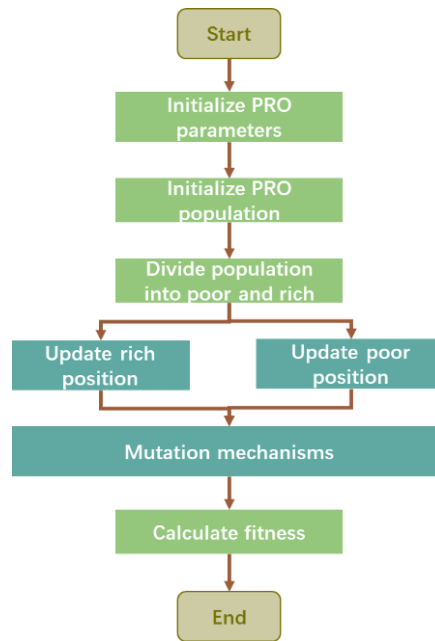 Start
Initialize PRO
parameters
Initialize PRO
population
Divide population
into poor and rich
Update rich
position
Update poor
position
Mutation mechanisms
Calculate fitness
End